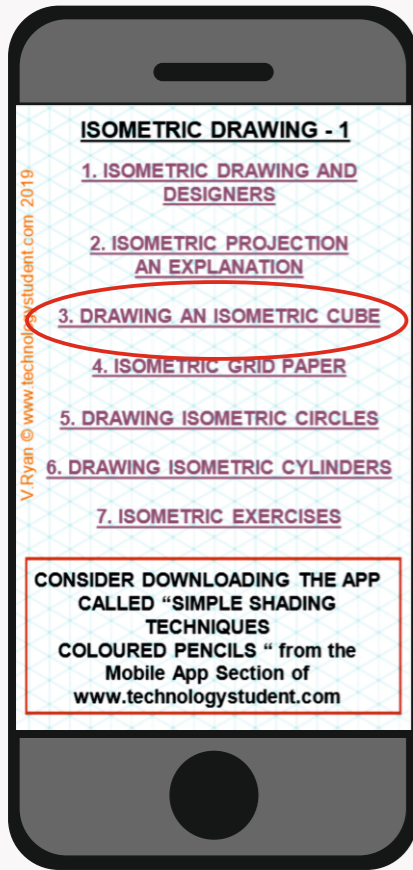 ISOMETRIC DRAWING - 1
1. ISOMETRIC DRAWING AND
DESIGNERS
2. ISOMETRIC PROJECTION
AN EXPLANATION
3. DRAWING AN ISOMETRIC CUBE
4. ISOMETRIC GRID PAPER
5. DRAWING ISOMETRIC CIRCLES
6. DRAWING ISOMETRIC CYLINDERS
7. ISOMETRIC EXERCISES
V.Ryan © www.technologystudent.com 2019
CONSIDER DOWNLOADING THE APP
CALLED “SIMPLE SHADING
TECHNIQUES
COLOURED PENCILS “ from the
Mobile App Section of
www.technologystudent.com